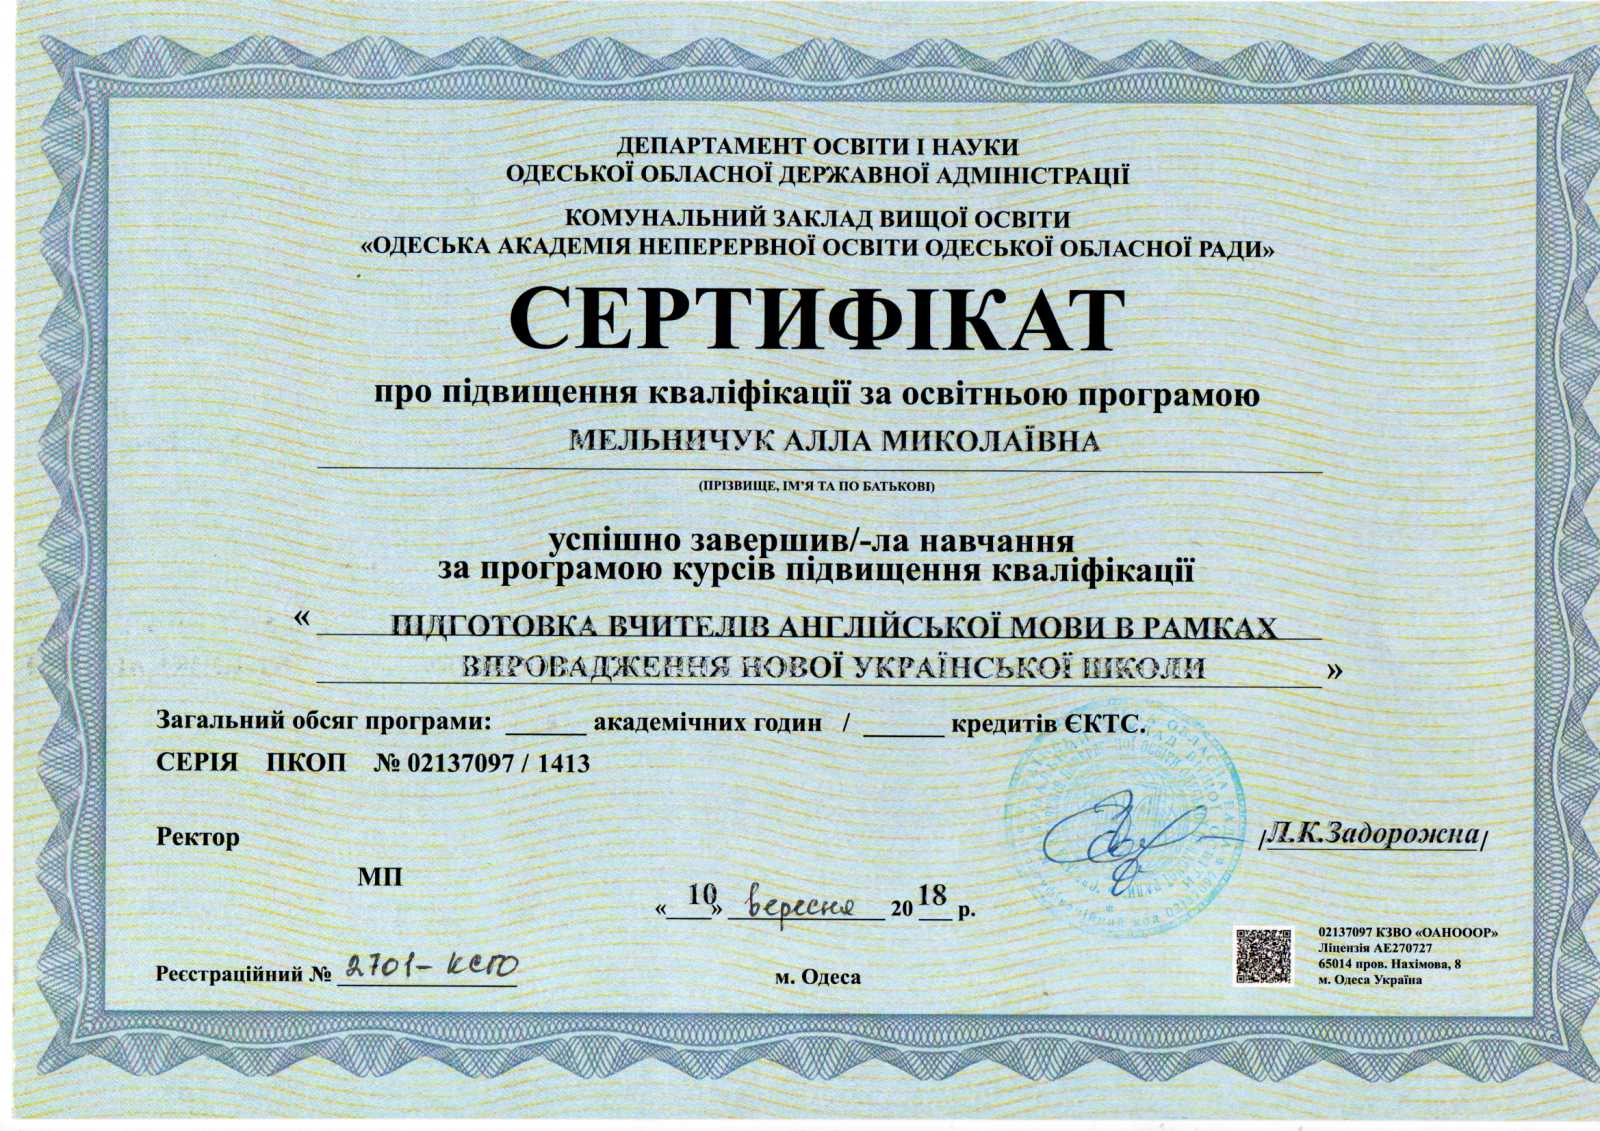 ДЕПАРТАМЕНТ ОСВІТИ І НАУКИ
ОДЕСЬКОЇ ОБЛАСНОЇ ДЕРЖАВНОЇ АДМІНІСТРАЦІЇ
КОМУНАЛЬНИЙ ЗАКЛАД ВИЩОЇ ОСВІТИ
«ОДЕСЬКА АКАДЕМІЯ НЕПЕРЕРВНОЇ ОСВІТИ ОДЕСЬКОЇ ОБЛАСНОЇ РАДИ»
СЕРТИФІКАТ
про підвищення кваліфікації за освітньою програмою
МЕЛЬНИЧУК АЛЛА МИКОЛАЇВНА
(ПРІЗВИЩЕ, ІМ'Я ТА ПО БАТЬКОВІ)
успішно завершив/-ла навчання
за програмою курсів підвищення кваліфікації
« ПІДГОТОВКА ВЧИТЕЛІВ АНГЛІЙСЬКОЇ МОВИ В РАМКАХ
ВПРОВАДЖЕННЯ НОВОЇ УКРАЇНСЬКОЇ ШКОЛИ »
Загальний обсяг програми: ______ академічних годин / ______ кредитів ЄКТС.
СЕРІЯ ПКОП № 02137097 / 1413
Ректор
/Л.К.Задорожна/
МП
«10» вересня 2018 р.
Реєстраційний № 2701-КСГО
м. Одеса
02137097 КЗВО «ОАНОООР»
Ліцензія АЕ270727
65014 пров. Нахімова, 8
м. Одеса Україна